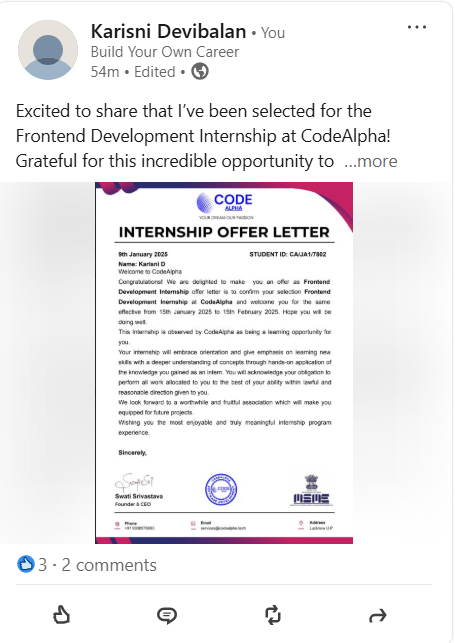 Karisni Devibalan • You
Build Your Own Career
54m • Edited •
Excited to share that I've been selected for the
Frontend Development Internship at CodeAlpha!
Grateful for this incredible opportunity to ...more
CODE
ALPHA
YOUR DREAM OUR PASSION
INTERNSHIP OFFER LETTER
9th January 2025 STUDENT ID: CA/JA1/7802
Name: Karisni D
Welcome to CodeAlpha
Congratulations! We are delighted to make you an offer as Frontend
Development Internship offer letter is to confirm your selection Frontend
Development Inernship at CodeAlpha and welcome you for the same
effective from 15th January 2025 to 15th February 2025. Hope you will be
doing well.
This internship is observed by CodeAlpha as being a learning opportunity for
you.
Your internship will embrace orientation and give emphasis on learning new
skills with a deeper understanding of concepts through hands-on application of
the knowledge you gained as an intern. You will acknowledge your obligation to
perform all work allocated to you to the best of your ability within lawful and
reasonable direction given to you.
We look forward to a worthwhile and fruitful association which will make you
equipped for future projects.
Wishing you the most enjoyable and truly meaningful internship program
experience.
Sincerely,
Swati Srivastava
Founder & CEO
MSME
Phone
Email
services@codealpha.tech
Address
Lucknow U.P
3 · 2 comments